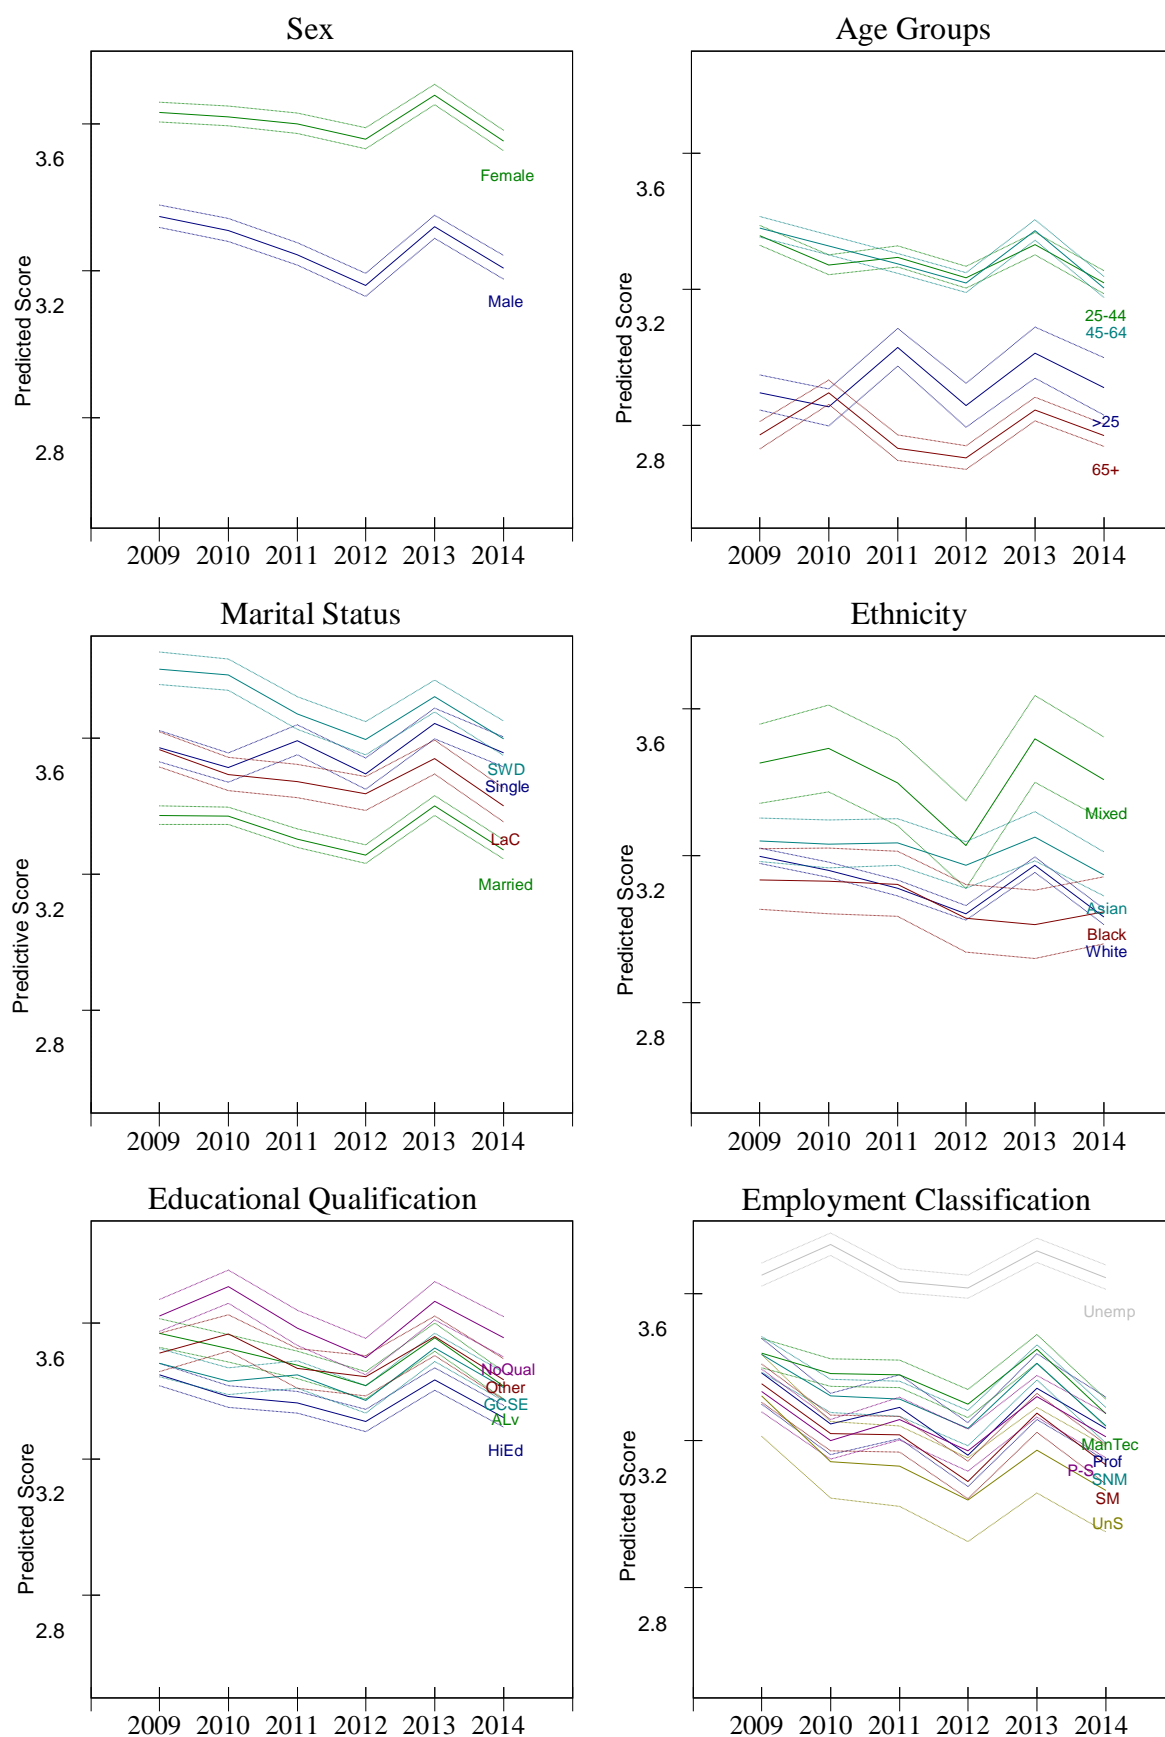 Sex
Predicted Score
3.6
3.2
2.8
Female
Male
2009 2010 2011 2012 2013 2014
Age Groups
Predicted Score
3.6
3.2
2.8
25-44
45-64
>25
65+
2009 2010 2011 2012 2013 2014
Marital Status
Predictive Score
3.6
3.2
2.8
SWD
Single
LaC
Married
2009 2010 2011 2012 2013 2014
Ethnicity
Predicted Score
3.6
3.2
2.8
Mixed
Asian
Black
White
2009 2010 2011 2012 2013 2014
Educational Qualification
Predicted Score
3.6
3.2
2.8
NoQual
Other
GCSE
ALv
HiEd
2009 2010 2011 2012 2013 2014
Employment Classification
Predicted Score
3.6
3.2
2.8
Unemp
ManTec
Prof
P-S
SNM
SM
UnS
2009 2010 2011 2012 2013 2014